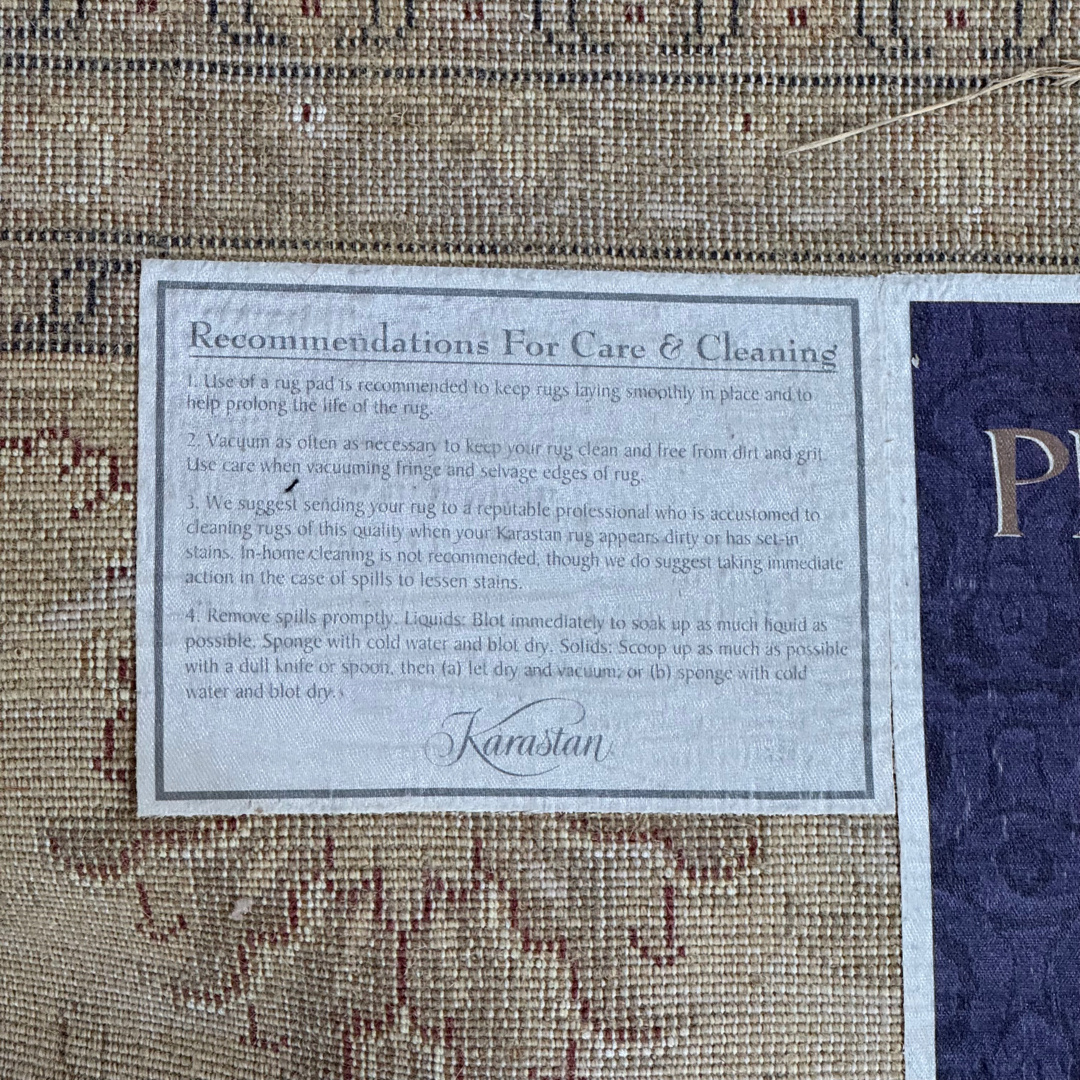 Recommendations For Care & Cleaning
1. Use of a rug pad is recommended to keep rugs laying smoothly in place and to
help prolong the life of the rug.
2. Vacuum as often as necessary to keep your rug clean and free from dirt and grit.
Use care when vacuuming fringe and selvage edges of rug.
3. We suggest sending your rug to a reputable professional who is accustomed to
cleaning rugs of this quality when your Karastan rug appears dirty or has set-in
stains. In-home cleaning is not recommended, though we do suggest taking immediate
action in the case of spills to lessen stains.
4. Remove spills promptly. Liquids: Blot immediately to soak up as much liquid as
possible. Sponge with cold water and blot dry. Solids: Scoop up as much as possible
with a dull knife or spoon, then (a) let dry and vacuum; or (b) sponge with cold
water and blot dry.
Karastan
P